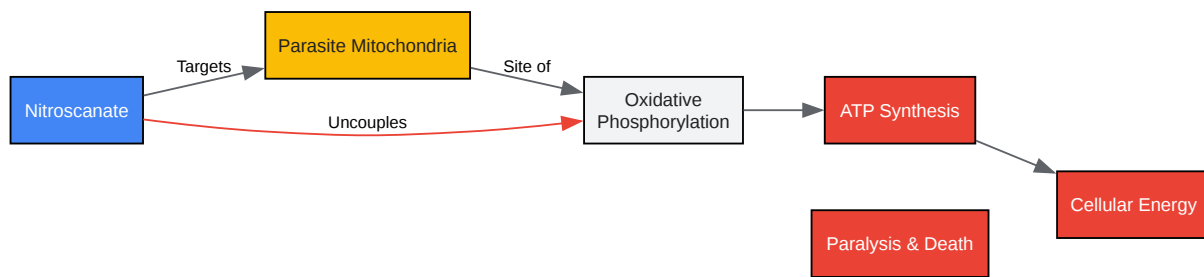 Nitroscanate
Targets
Parasite Mitochondria
Site of
Uncouples
Oxidative
Phosphorylation
ATP Synthesis
Cellular Energy
Paralysis & Death